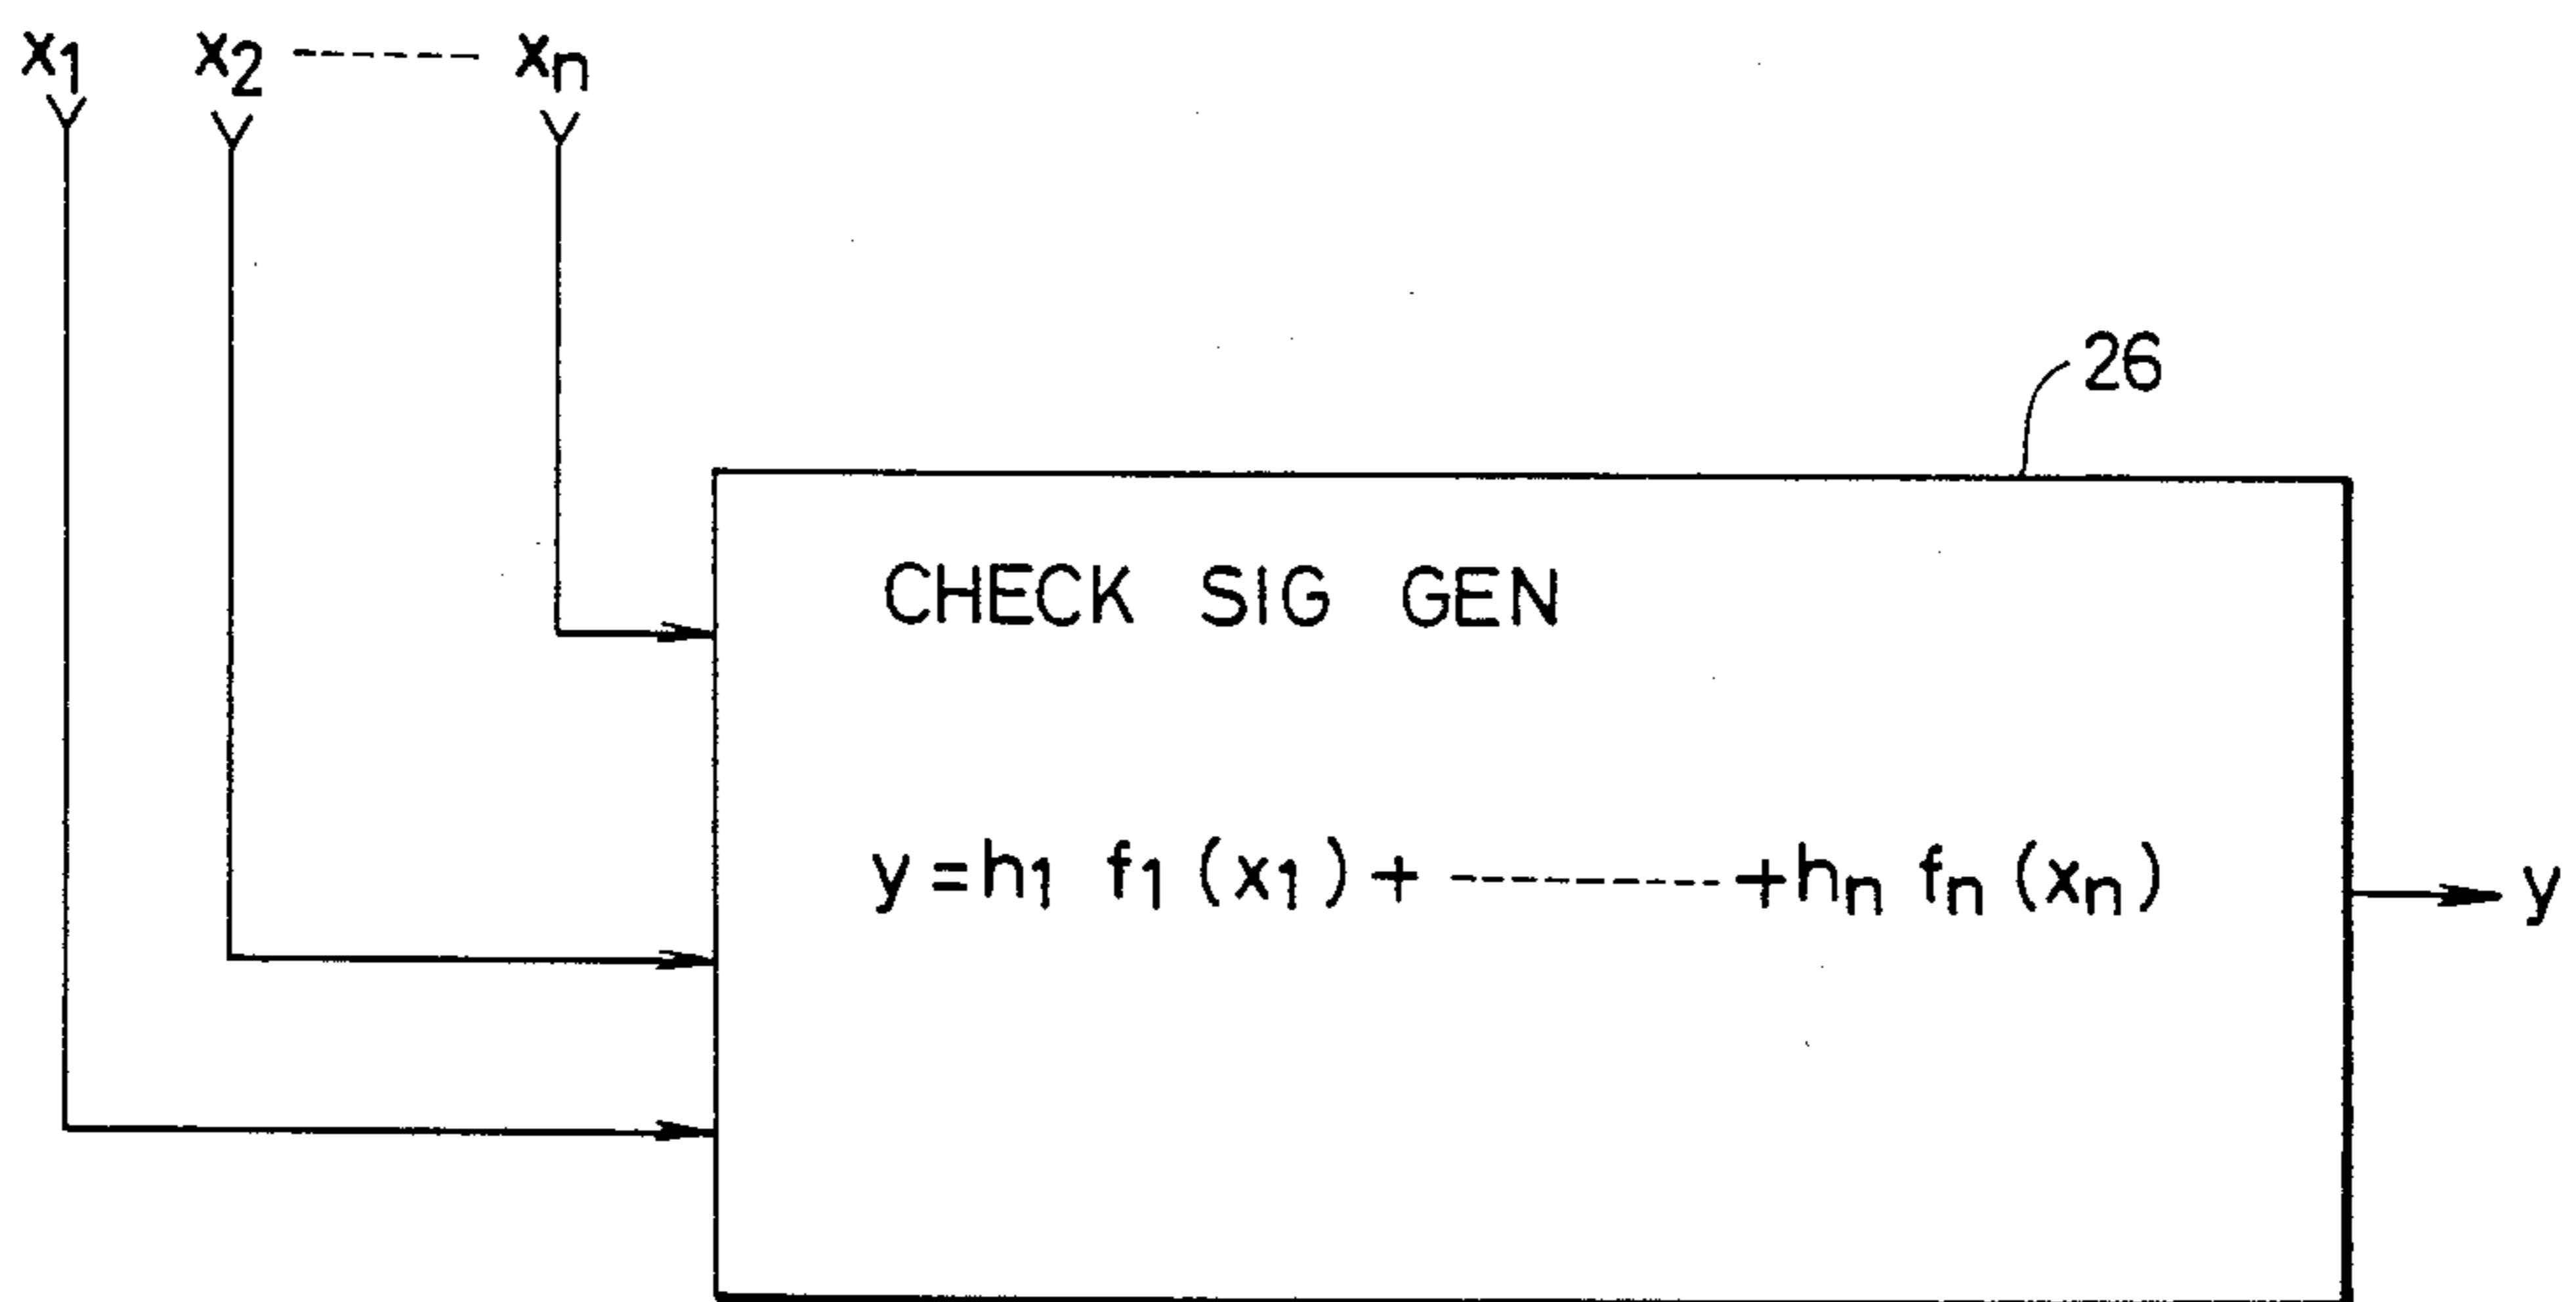 x1 x2 ------ xn
26
CHECK SIG GEN
y=h1 f1(x1)+ --------- +hn fn(xn)
y